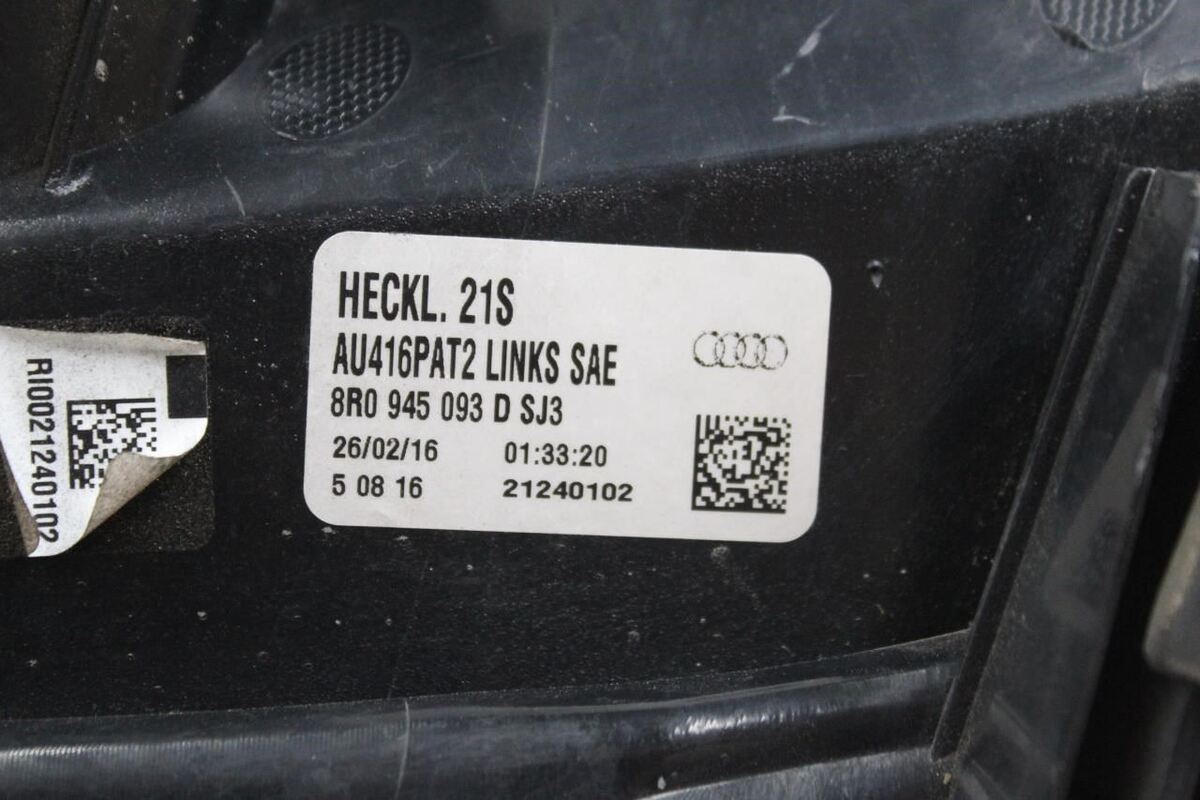 HECKL. 21S
AU416PAT2 LINKS SAE
8R0 945 093 D SJ3
26/02/16 01:33:20
5 08 16 21240102
RI0021240102